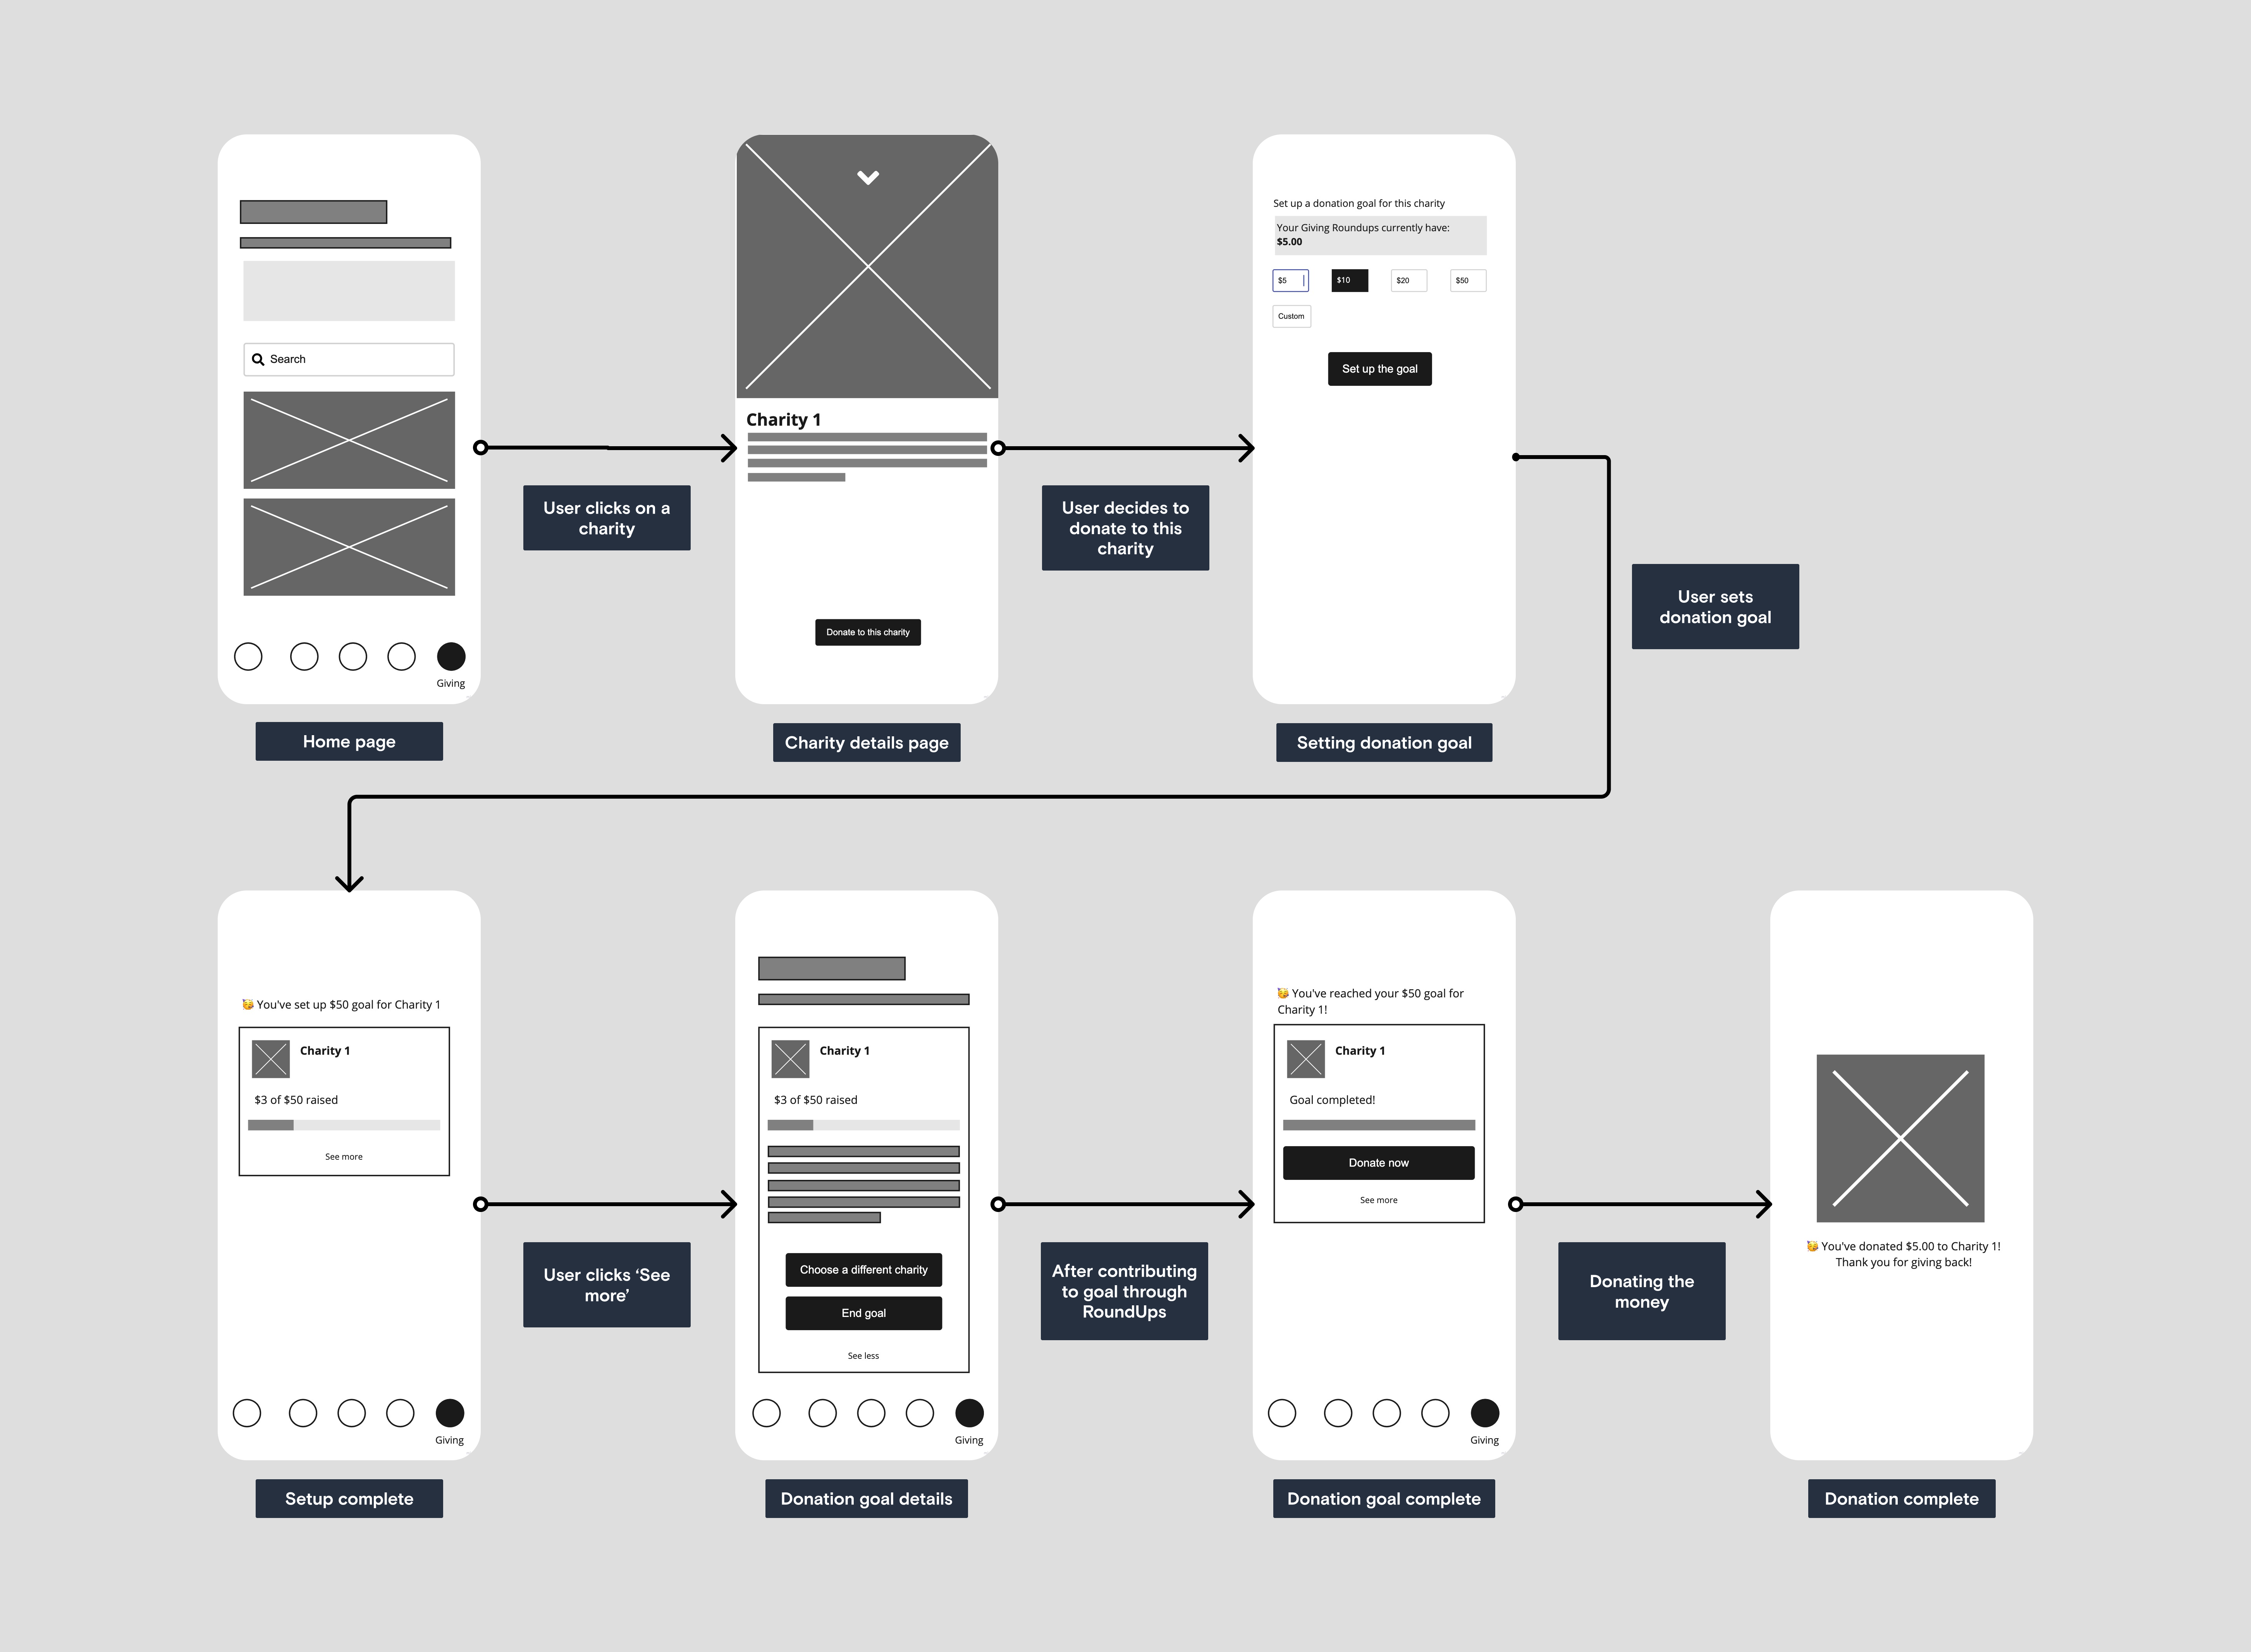 Search
Giving
Home page
User clicks on a
charity
Charity 1
Donate to this charity
Charity details page
User decides to
donate to this
charity
Set up a donation goal for this charity
Your Giving Roundups currently have:
$5.00
$5
$10
$20
$50
Custom
Set up the goal
Setting donation goal
User sets
donation goal
🥳 You've set up $50 goal for Charity 1
Charity 1
$3 of $50 raised
See more
Giving
Setup complete
User clicks ‘See
more’
Charity 1
$3 of $50 raised
Choose a different charity
End goal
See less
Giving
Donation goal details
After contributing
to goal through
RoundUps
🥳 You've reached your $50 goal for
Charity 1!
Charity 1
Goal completed!
Donate now
See more
Giving
Donation goal complete
Donating the
money
🥳 You've donated $5.00 to Charity 1!
Thank you for giving back!
Donation complete